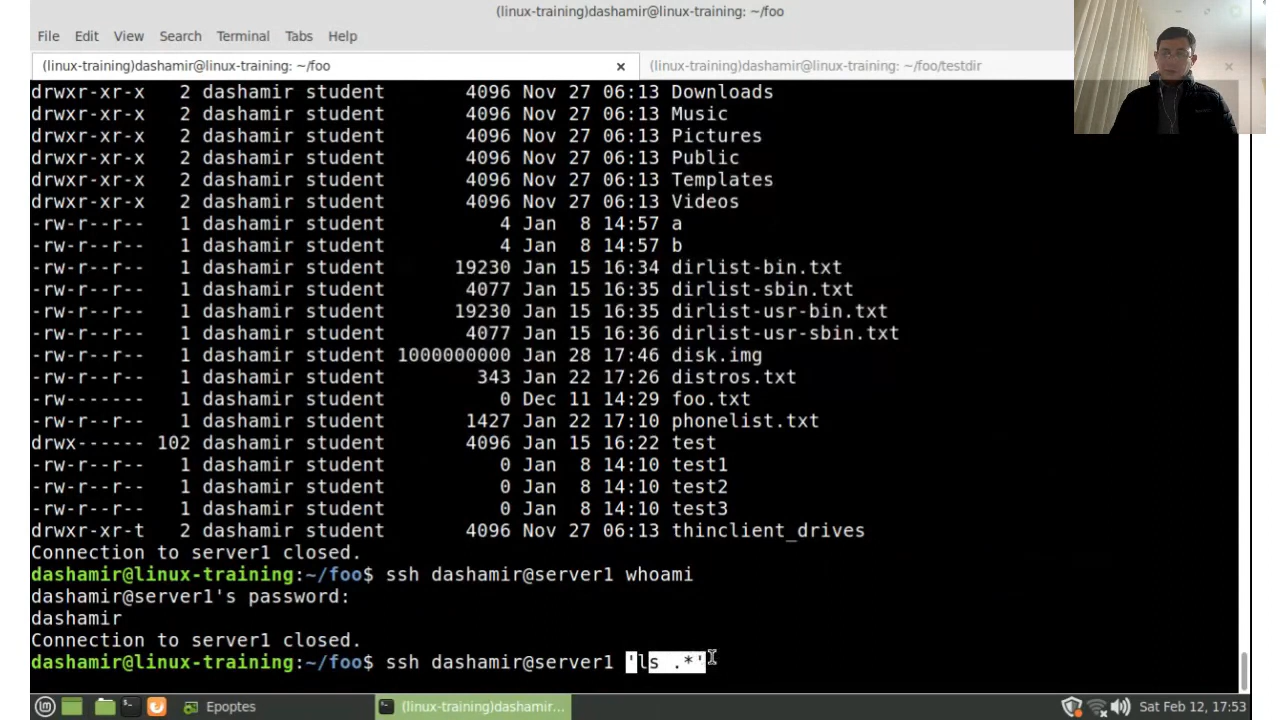 (linux-training)dashamir@linux-training: ~/foo
File Edit View Search Terminal Tabs Help
(linux-training)dashamir@linux-training: ~/foo x (linux-training)dashamir@linux-training: ~/foo/testdir x
drwxr-xr-x 2 dashamir student 4096 Nov 27 06:13 Downloads
drwxr-xr-x 2 dashamir student 4096 Nov 27 06:13 Music
drwxr-xr-x 2 dashamir student 4096 Nov 27 06:13 Pictures
drwxr-xr-x 2 dashamir student 4096 Nov 27 06:13 Public
drwxr-xr-x 2 dashamir student 4096 Nov 27 06:13 Templates
drwxr-xr-x 2 dashamir student 4096 Nov 27 06:13 Videos
-rw-r--r-- 1 dashamir student 4 Jan 8 14:57 a
-rw-r--r-- 1 dashamir student 4 Jan 8 14:57 b
-rw-r--r-- 1 dashamir student 19230 Jan 15 16:34 dirlist-bin.txt
-rw-r--r-- 1 dashamir student 4077 Jan 15 16:35 dirlist-sbin.txt
-rw-r--r-- 1 dashamir student 19230 Jan 15 16:35 dirlist-usr-bin.txt
-rw-r--r-- 1 dashamir student 4077 Jan 15 16:36 dirlist-usr-sbin.txt
-rw-r--r-- 1 dashamir student 1000000000 Jan 28 17:46 disk.img
-rw-r--r-- 1 dashamir student 343 Jan 22 17:26 distros.txt
-rw------- 1 dashamir student 0 Dec 11 14:29 foo.txt
-rw-r--r-- 1 dashamir student 1427 Jan 22 17:10 phonelist.txt
drwx------ 102 dashamir student 4096 Jan 15 16:22 test
-rw-r--r-- 1 dashamir student 0 Jan 8 14:10 test1
-rw-r--r-- 1 dashamir student 0 Jan 8 14:10 test2
-rw-r--r-- 1 dashamir student 0 Jan 8 14:10 test3
drwxr-xr-t 2 dashamir student 4096 Nov 27 06:13 thinclient_drives
Connection to server1 closed.
dashamir@linux-training:~/foo$ ssh dashamir@server1 whoami
dashamir@server1's password:
dashamir
Connection to server1 closed.
dashamir@linux-training:~/foo$ ssh dashamir@server1 'ls .*'
Epoptes (linux-training)dashamir@linux-training... Sat Feb 12, 17:53